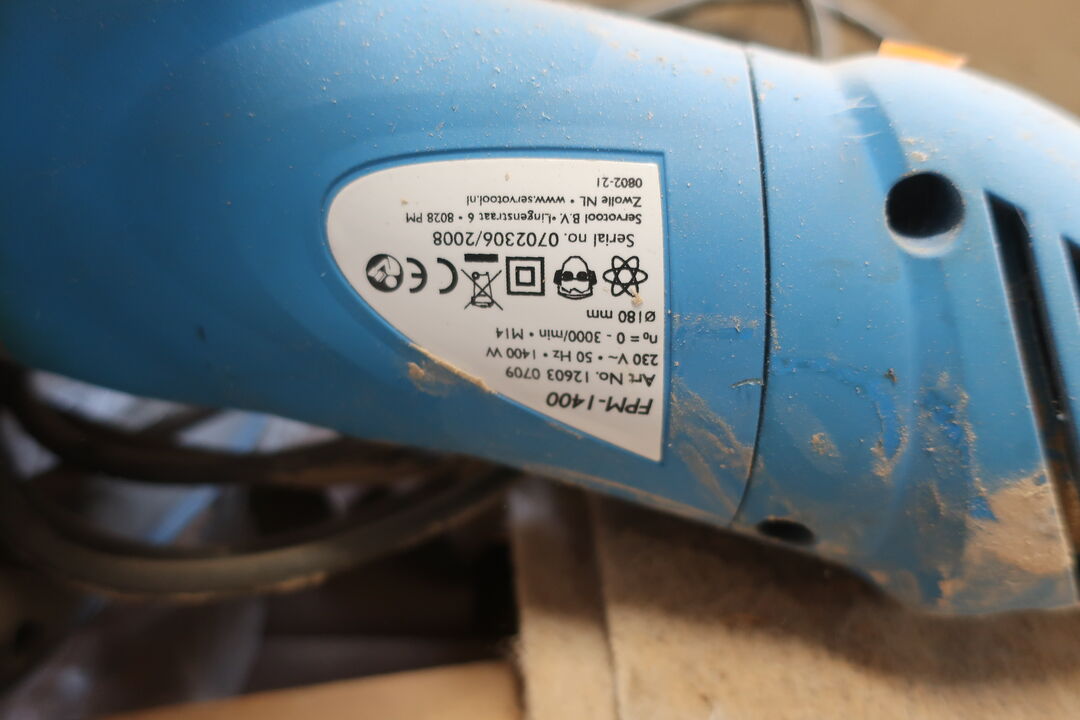 FPM-1400
Art No. 12603 0709
230 V~ • 50 Hz • 1400 W
n₀ = 0 - 3000/min • M14
Ø180 mm
CE
Serial no. 0702306/2008
Servotool B.V. •Lingenstraat 6 • 8028 PM
Zwolle NL • www.servotool.nl
0802-21